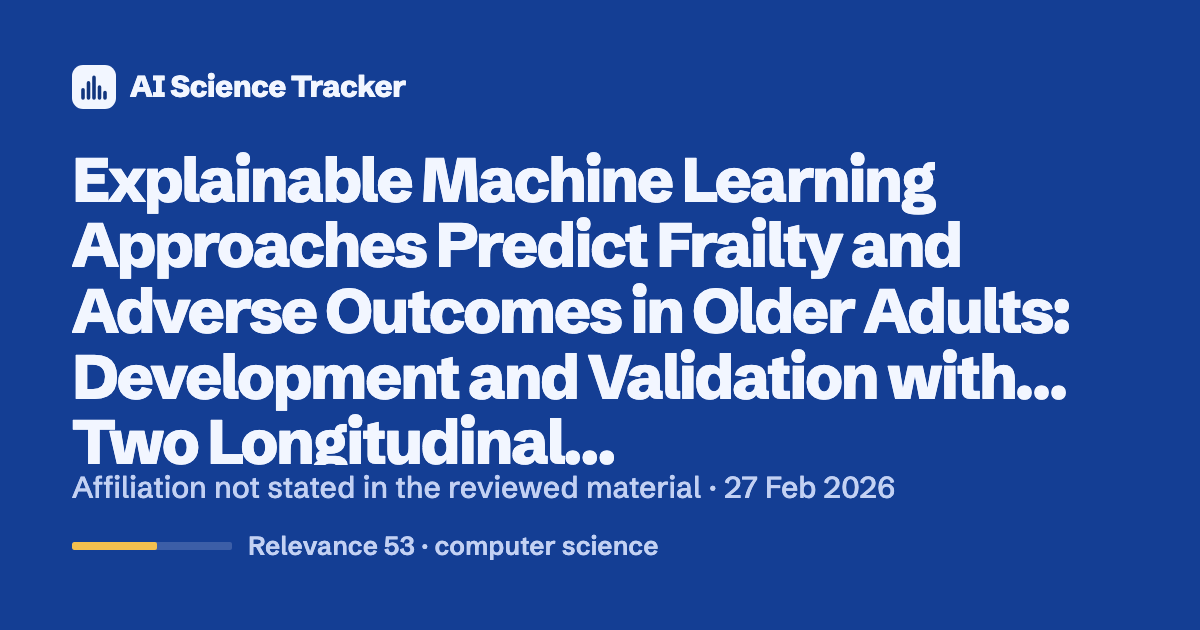 AI Science Tracker
Explainable Machine Learning
Approaches Predict Frailty and
Adverse Outcomes in Older Adults:
Development and Validation with...
Two Longitudinal...
Affiliation not stated in the reviewed material · 27 Feb 2026
Relevance 53 · computer science